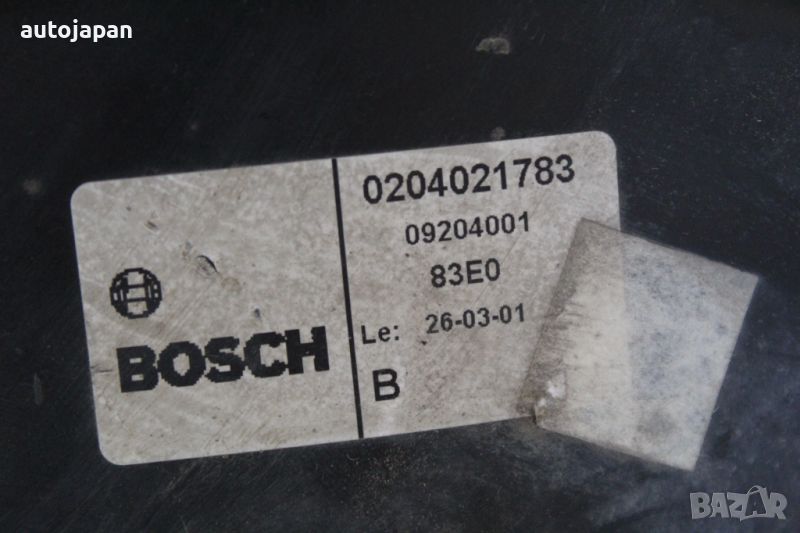 autojapan
BOSCH
0204021783
09204001
83E0
Le: 26-03-01
B
BAZAR